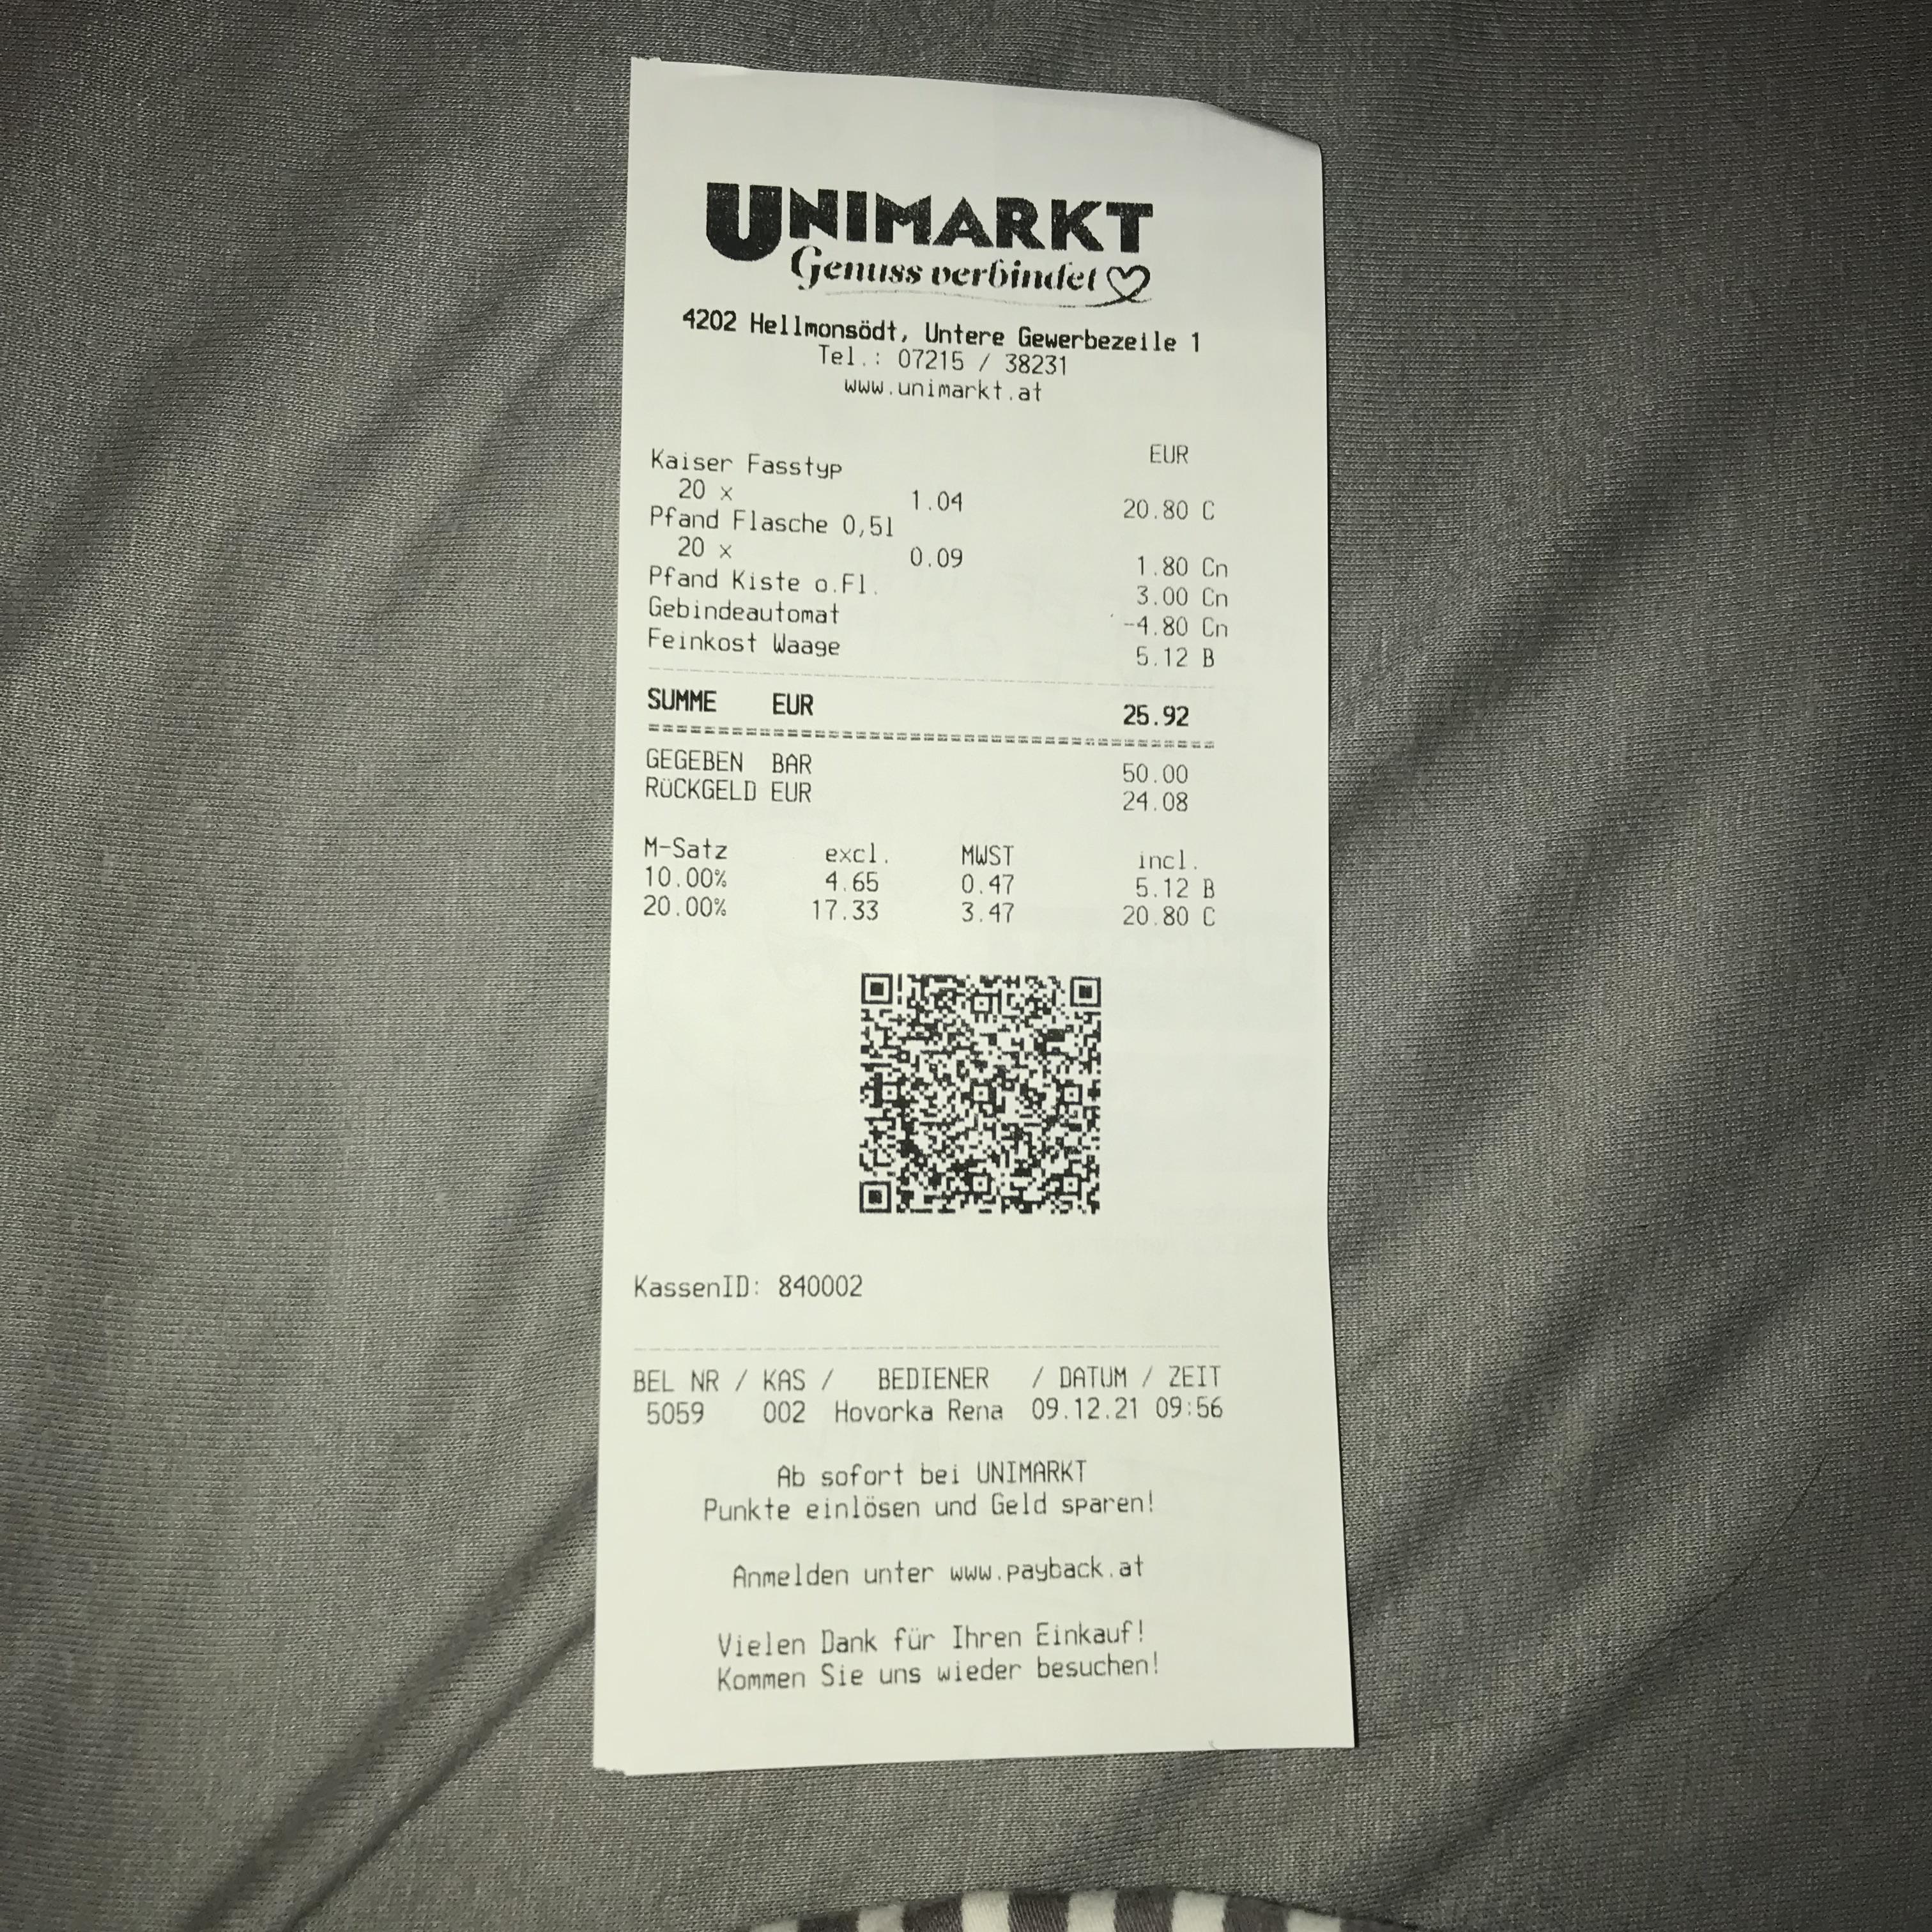 UNIMARKT
Genuss verbindet
4202 Hellmonsödt, Untere Gewerbezeile 1
Tel.: 07215 / 38231
www.unimarkt.at
EUR
Kaiser Fasstyp
20 x 1.04 20.80 C
Pfand Flasche 0,5l
20 x 0.09 1.80 Cn
Pfand Kiste o.Fl. 3.00 Cn
Gebindeautomat -4.80 Cn
Feinkost Waage 5.12 B
SUMME EUR 25.92
GEGEBEN BAR 50.00
RÜCKGELD EUR 24.08
M-Satz excl. MWST incl.
10.00% 4.65 0.47 5.12 B
20.00% 17.33 3.47 20.80 C
KassenID: 840002
BEL NR / KAS / BEDIENER / DATUM / ZEIT
5059 002 Hovorka Rena 09.12.21 09:56
Ab sofort bei UNIMARKT
Punkte einlösen und Geld sparen!
Anmelden unter www.payback.at
Vielen Dank für Ihren Einkauf!
Kommen Sie uns wieder besuchen!